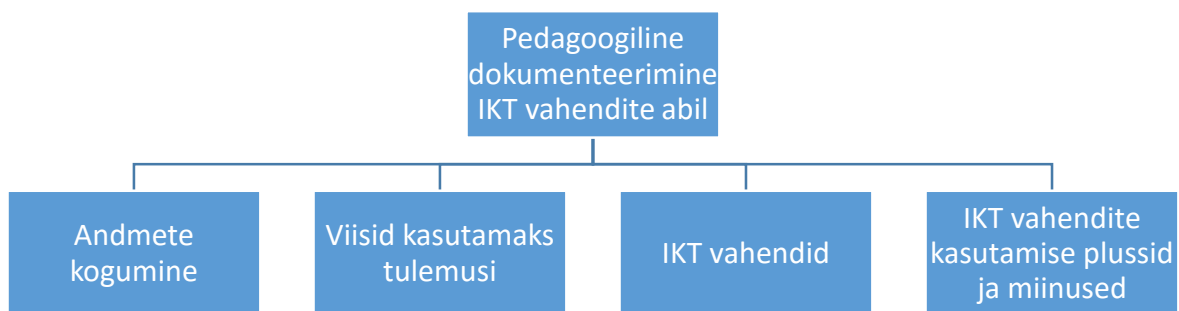 Pedagoogiline
dokumenteerimine
IKT vahendite abil
Andmete
kogumine
Viisid kasutamaks
tulemusi
IKT vahendid
IKT vahendite
kasutamise plussid
ja miinused